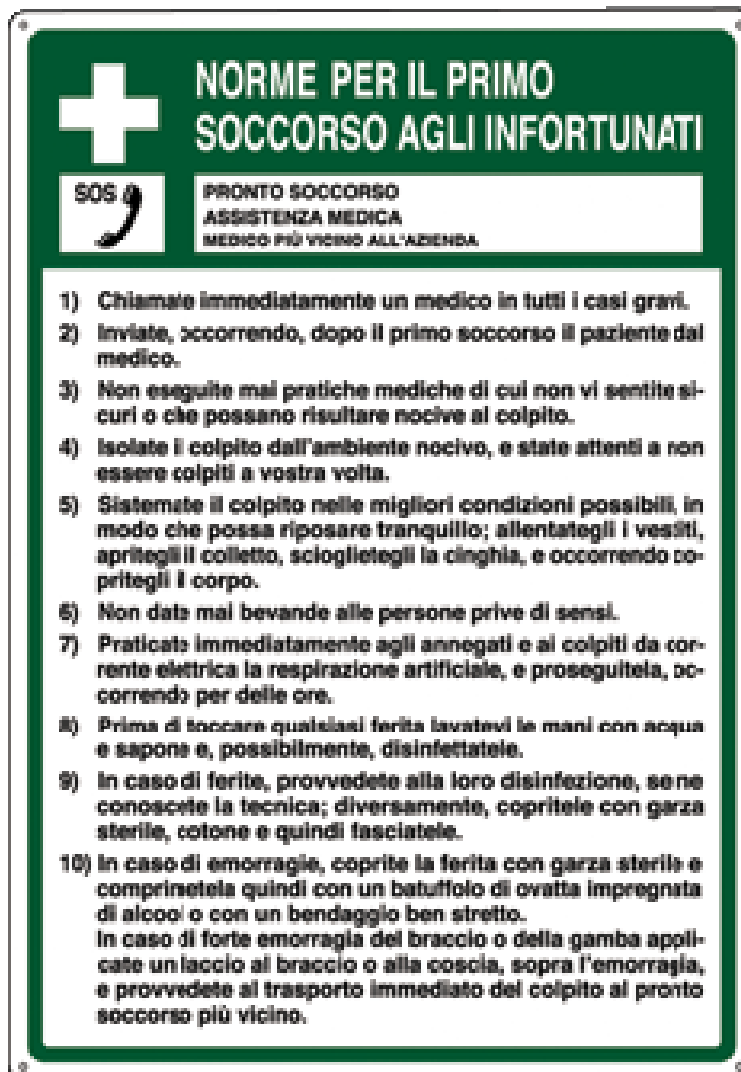 NORME PER IL PRIMO
SOCCORSO AGLI INFORTUNATI
SOS
PRONTO SOCCORSO
ASSISTENZA MEDICA
MEDICO PIÙ VICINO ALL'AZIENDA
1) Chiamate immediatamente un medico in tutti i casi gravi.
2) Inviate, occorrendo, dopo il primo soccorso il paziente dal
medico.
3) Non eseguite mai pratiche mediche di cui non vi sentite si-
curi o che possano risultare nocive al colpito.
4) Isolate il colpito dall'ambiente nocivo, e state attenti a non
essere colpiti a vostra volta.
5) Sistemate il colpito nelle migliori condizioni possibili, in
modo che possa riposare tranquillo; allentategli i vestiti,
apritegli il colletto, scioglietegli la cinghia, e occorrendo co-
pritegli il corpo.
6) Non date mai bevande alle persone prive di sensi.
7) Praticate immediatamente agli annegati e ai colpiti da cor-
rente elettrica la respirazione artificiale, e proseguitela, oc-
correndo per delle ore.
8) Prima di toccare qualsiasi ferita lavatevi le mani con acqua
e sapone e, possibilmente, disinfettatele.
9) In caso di ferite, provvedete alla loro disinfezione, se ne
conoscete la tecnica; diversamente, copritele con garza
sterile, cotone e quindi fasciatele.
10) In caso di emorragie, coprite la ferita con garza sterile e
comprimetela quindi con un batuffolo di ovatta impregnata
di alcool o con un bendaggio ben stretto.
In caso di forte emorragia del braccio o della gamba appli-
cate un laccio al braccio o alla coscia, sopra l'emorragia,
e provvedete al trasporto immediato del colpito al pronto
soccorso più vicino.